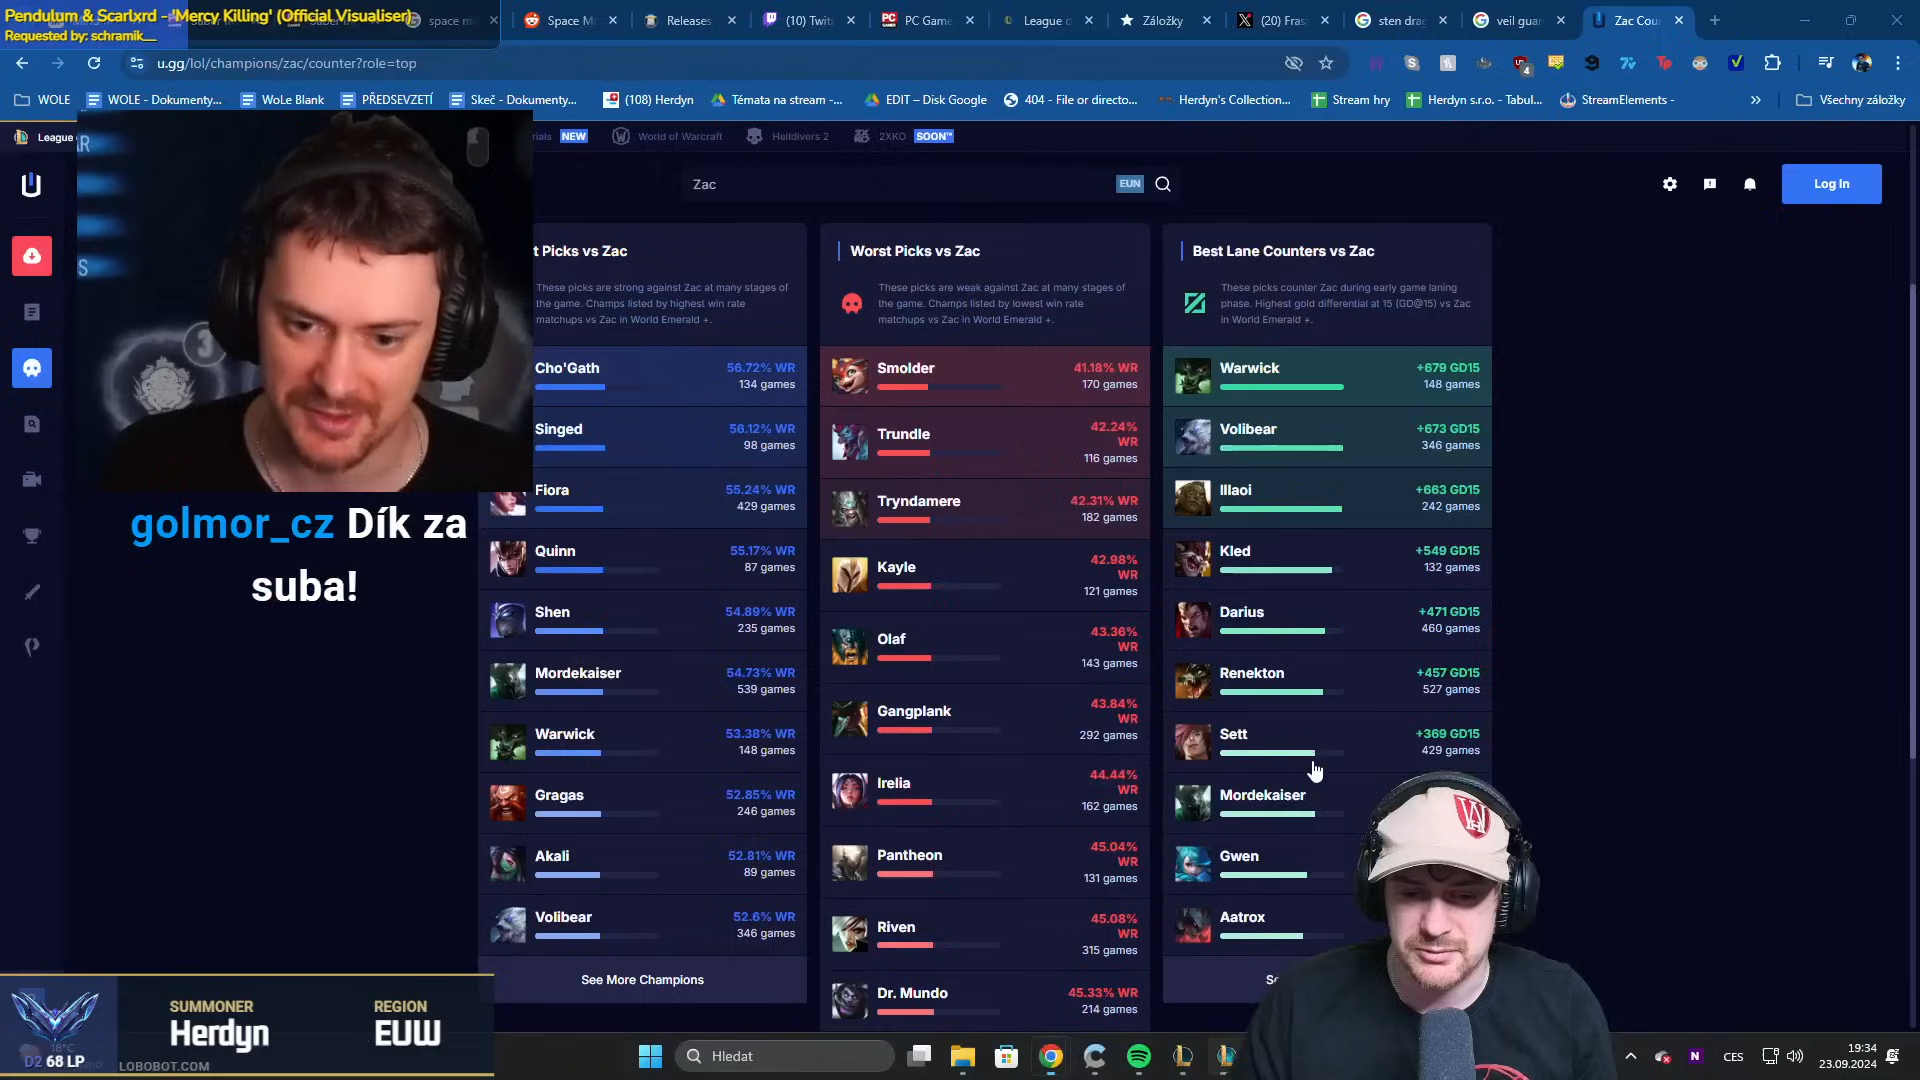 Pendulum & Scarlxrd - 'Mercy Killing' (Official Visualiser)
Requested by: schramik__
space mi
Space M
Releases
(10) Twit
PC Game
League o
Záložky
(20) Fras
sten drag
veil guar
Zac Cou
u.gg/lol/champions/zac/counter?role=top
WOLE
WOLE - Dokumenty...
WoLe Blank
PŘEDSEVZETÍ
Skeč - Dokumenty...
(108) Herdyn
Témata na stream -...
EDIT – Disk Google
404 - File or directo...
Herdyn's Collection...
Stream hry
Herdyn s.r.o. - Tabul...
StreamElements -
Všechny záložky
League
NEW
World of Warcraft
Helldivers 2
2XKO
SOON™
Zac
EUN
Log In
t Picks vs Zac
These picks are strong against Zac at many stages
of the game. Champs listed by highest win rate
matchups vs Zac in World Emerald +.
Cho'Gath
56.72% WR
134 games
Singed
56.12% WR
98 games
Fiora
55.24% WR
429 games
Quinn
55.17% WR
87 games
Shen
54.89% WR
235 games
Mordekaiser
54.73% WR
539 games
Warwick
53.38% WR
148 games
Gragas
52.85% WR
246 games
Akali
52.81% WR
89 games
Volibear
52.6% WR
346 games
See More Champions
Worst Picks vs Zac
These picks are weak against Zac at many stages of
the game. Champs listed by lowest win rate
matchups vs Zac in World Emerald +.
Smolder
41.18% WR
170 games
Trundle
42.24%
WR
116 games
Tryndamere
42.31% WR
182 games
Kayle
42.98%
WR
121 games
Olaf
43.36%
WR
143 games
Gangplank
43.84%
WR
292 games
Irelia
44.44%
WR
162 games
Pantheon
45.04%
WR
131 games
Riven
45.08%
WR
315 games
Dr. Mundo
45.33% WR
214 games
Best Lane Counters vs Zac
These picks counter Zac during early game laning
phase. Highest gold differential at 15 (GD@15) vs Zac
in World Emerald +.
Warwick
+679 GD15
148 games
Volibear
+673 GD15
346 games
Illaoi
+663 GD15
242 games
Kled
+549 GD15
132 games
Darius
+471 GD15
460 games
Renekton
+457 GD15
527 games
Sett
+369 GD15
429 games
Mordekaiser
Gwen
Aatrox
golmor_cz Dík za
suba!
SUMMONER
Herdyn
REGION
EUW
D2 68 LP
18°C
LOBOBOT.COM
Hledat
CES
19:34
23.09.2024